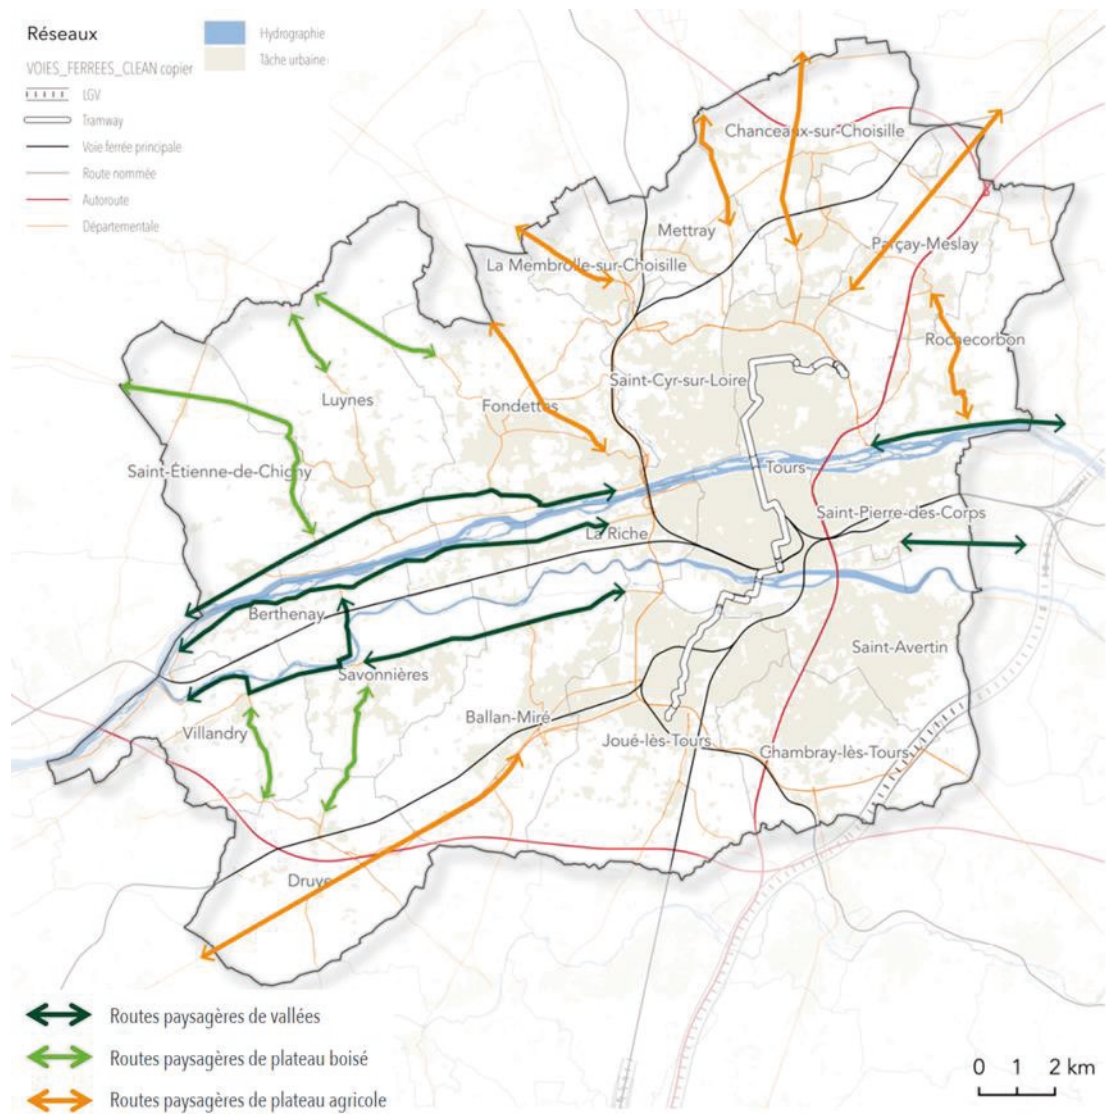 Réseaux
VOIES_FERREES_CLEAN copier
LGV
Tramway
Voie ferrée principale
Route nommée
Autoroute
Départementale
Hydrographie
Tâche urbaine
Chanceaux-sur-Choisille
Mettray
Parçay-Meslay
La Membrolle-sur-Choisille
Rochecorbon
Saint-Cyr-sur-Loire
Luynes
Fondettes
Saint-Étienne-de-Chigny
Tours
Saint-Pierre-des-Corps
La Riche
Berthenay
Saint-Avertin
Savonnières
Villandry
Ballan-Miré
Joué-lès-Tours
Chambray-lès-Tours
Druye
Routes paysagères de vallées
Routes paysagères de plateau boisé
Routes paysagères de plateau agricole
0 1 2 km